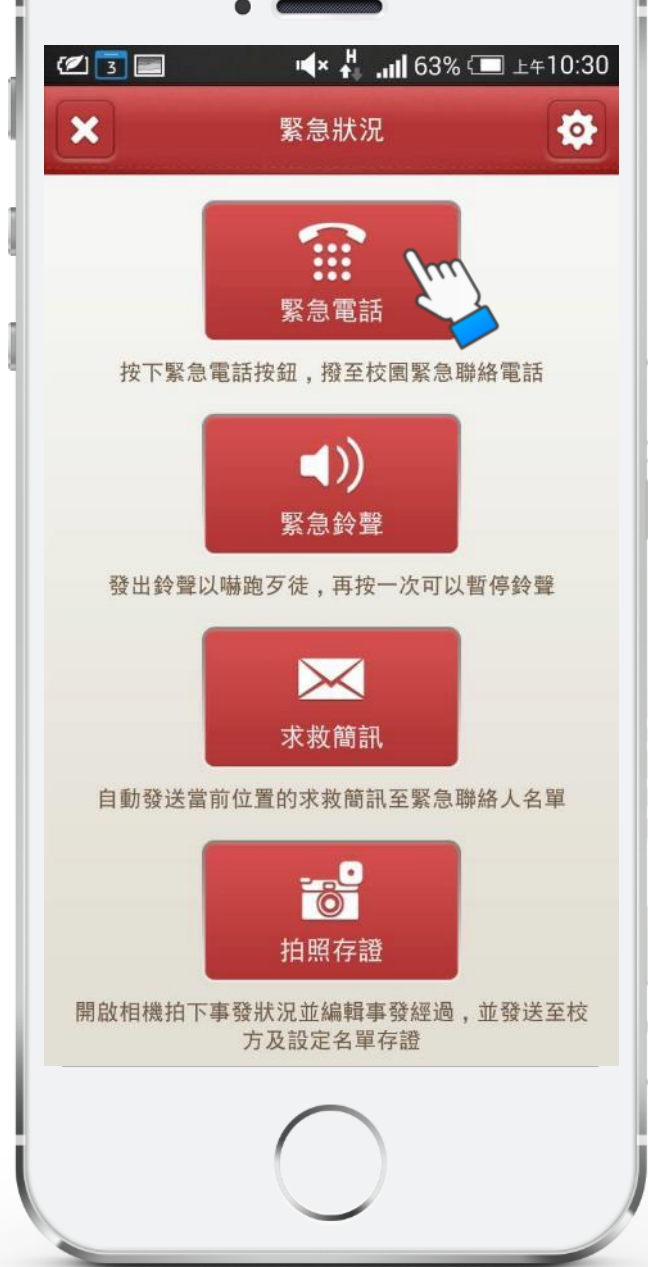 3 H 63% 上午10:30
緊急狀況
緊急電話
按下緊急電話按鈕，撥至校園緊急聯絡電話
緊急鈴聲
發出鈴聲以嚇跑歹徒，再按一次可以暫停鈴聲
求救簡訊
自動發送當前位置的求救簡訊至緊急聯絡人名單
拍照存證
開啟相機拍下事發狀況並編輯事發經過，並發送至校
方及設定名單存證